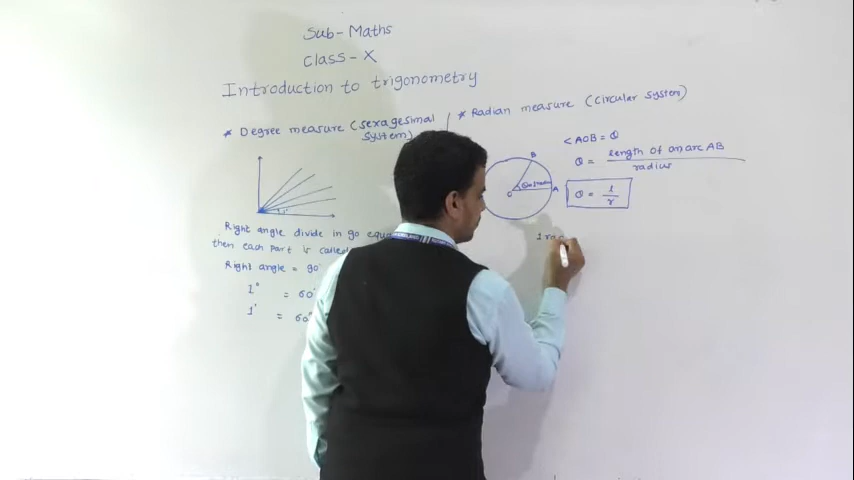 Sub- Maths
Class- X
Introduction to trigonometry
* Degree measure (sexagesimal system)
Right angle divide in 90
then each part is called
Right angle = 90
1° = 60'
1' = 60"
* Radian measure (circular system)
B
O
A
<AOB = θ
θ = length of an arc AB
radius
θ = l
r
1